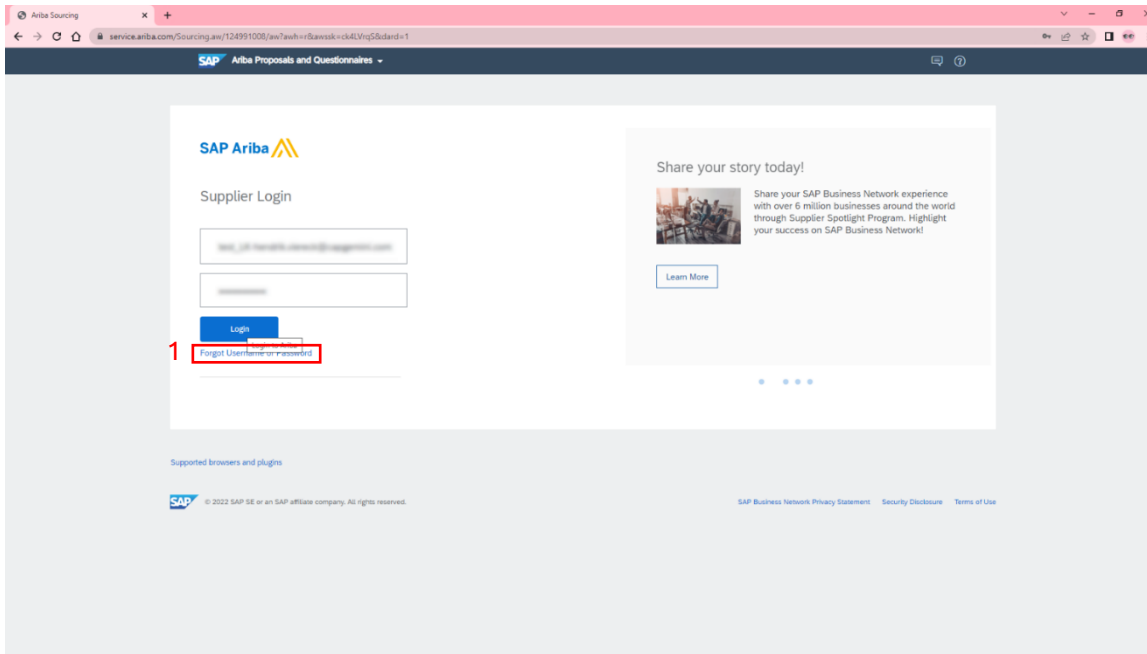 Ariba Sourcing
service.ariba.com/Sourcing.aw/124991008/aw?awh=r&awssk=ck4LVrqS&dard=1
SAP Ariba Proposals and Questionnaires
SAP Ariba
Supplier Login
Login
1
Forgot Username or Password
Share your story today!
Share your SAP Business Network experience
with over 6 million businesses around the world
through Supplier Spotlight Program. Highlight
your success on SAP Business Network!
Learn More
Supported browsers and plugins
SAP © 2022 SAP SE or an SAP affiliate company. All rights reserved.
SAP Business Network Privacy Statement Security Disclosure Terms of Use